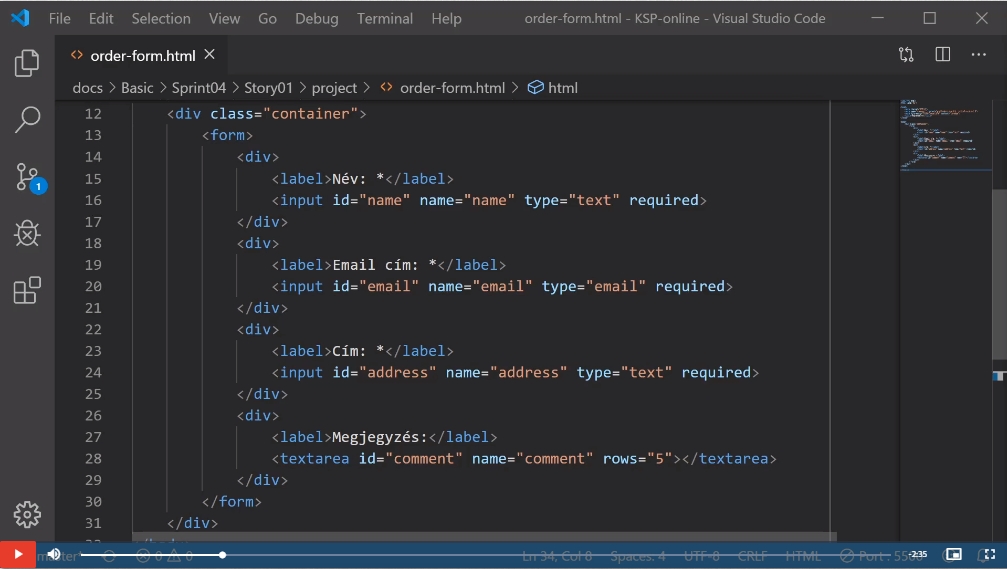 File Edit Selection View Go Debug Terminal Help order-form.html - KSP-online - Visual Studio Code
order-form.html
docs > Basic > Sprint04 > Story01 > project > order-form.html > html
12 <div class="container">
13 <form>
14 <div>
15 <label>Név: *</label>
16 <input id="name" name="name" type="text" required>
17 </div>
18 <div>
19 <label>Email cím: *</label>
20 <input id="email" name="email" type="email" required>
21 </div>
22 <div>
23 <label>Cím: *</label>
24 <input id="address" name="address" type="text" required>
25 </div>
26 <div>
27 <label>Megjegyzés:</label>
28 <textarea id="comment" name="comment" rows="5"></textarea>
29 </div>
30 </form>
31 </div>
1
master* 0 0 Ln 34, Col 8 Spaces: 4 UTF-8 CRLF HTML -2:35